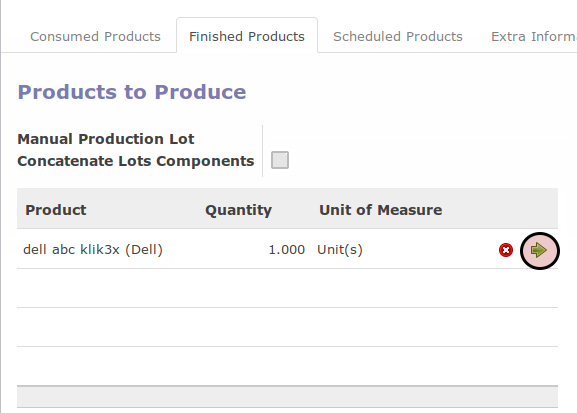 Consumed Products Finished Products Scheduled Products Extra Inform
Products to Produce
Manual Production Lot
Concatenate Lots Components
Product Quantity Unit of Measure
dell abc klik3x (Dell) 1.000 Unit(s)